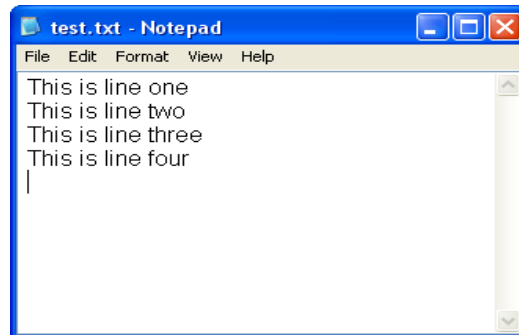 test.txt - Notepad
File Edit Format View Help
This is line one
This is line two
This is line three
This is line four